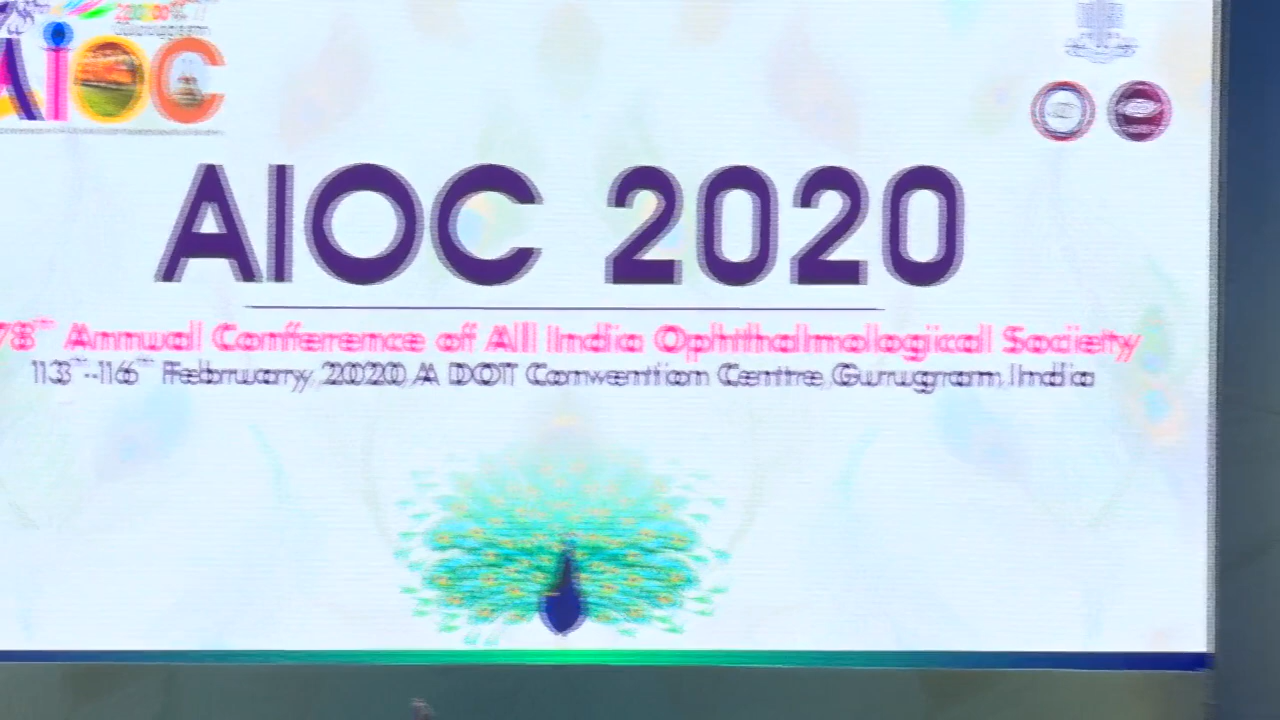 AIOC
AIOC 2020
78th Annual Conference of All India Ophthalmological Society
13th-16th February, 2020 A DOT Convention Centre, Gurugram, India